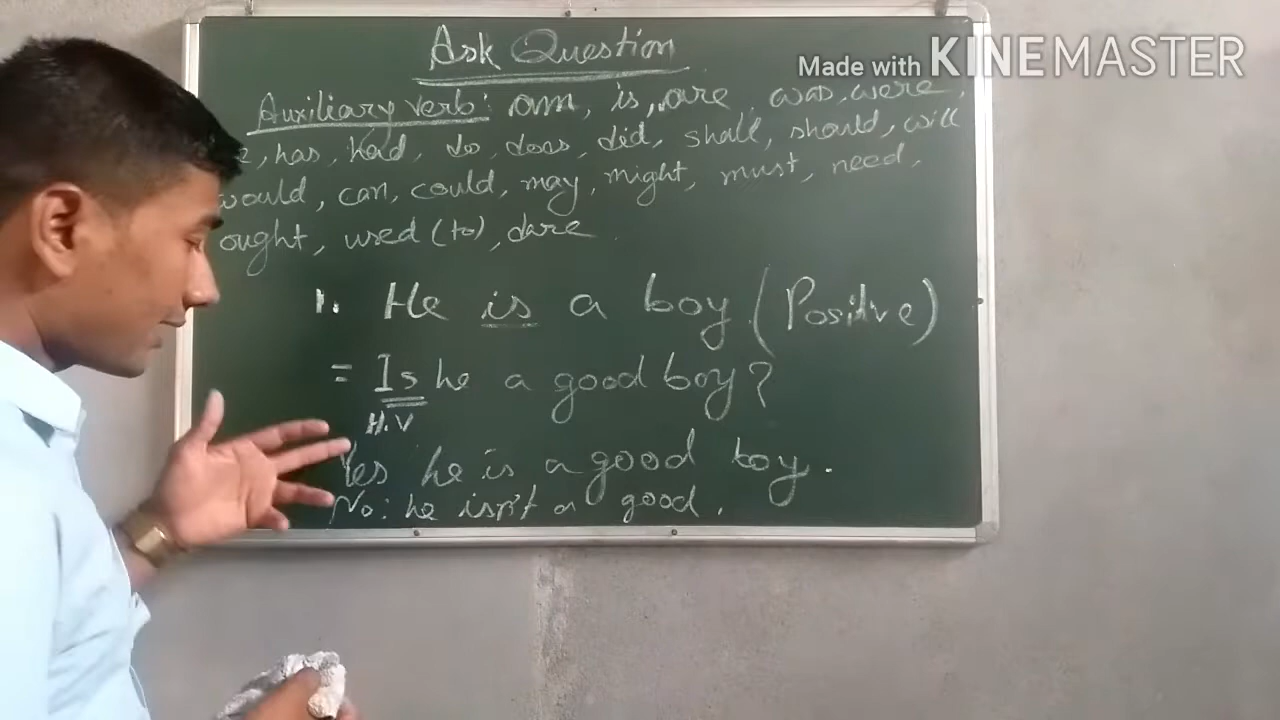 Ask Question
Made with KINEMASTER
Auxiliary verb: am, is, are, was, were,
has, had, do, does, did, shall, should, will
would, can, could, may, might, must, need,
ought, used (to), dare
1. He is a boy (Positive)
= Is he a good boy?
H.V
Yes he is a good boy.
No: he isn't a good.